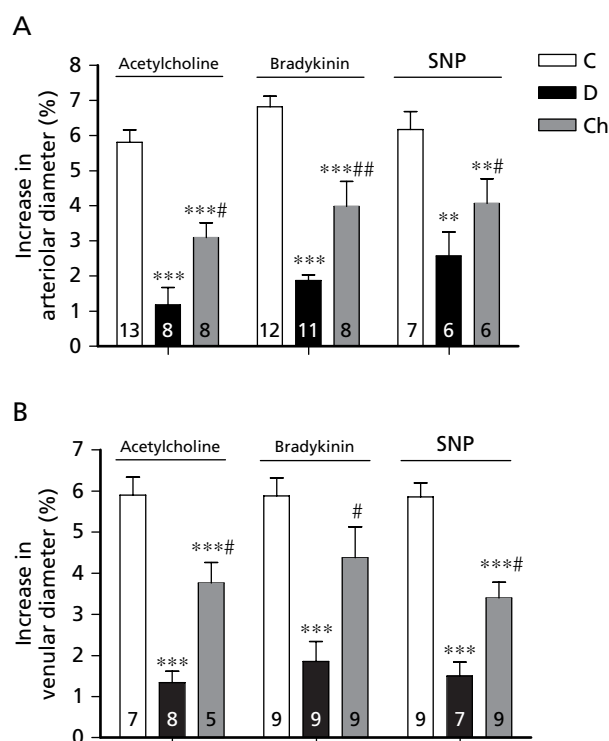 A
Acetylcholine Bradykinin SNP
C
D
Ch
Increase in
arteriolar diameter (%)
8
7
6
5
4
3
2
1
0
***
***#
***
***##
**
**#
13 8 8 12 11 8 7 6 6
B
Acetylcholine Bradykinin SNP
Increase in
venular diameter (%)
7
6
5
4
3
2
1
0
***
***#
***
#
***
***#
7 8 5 9 9 9 9 7 9